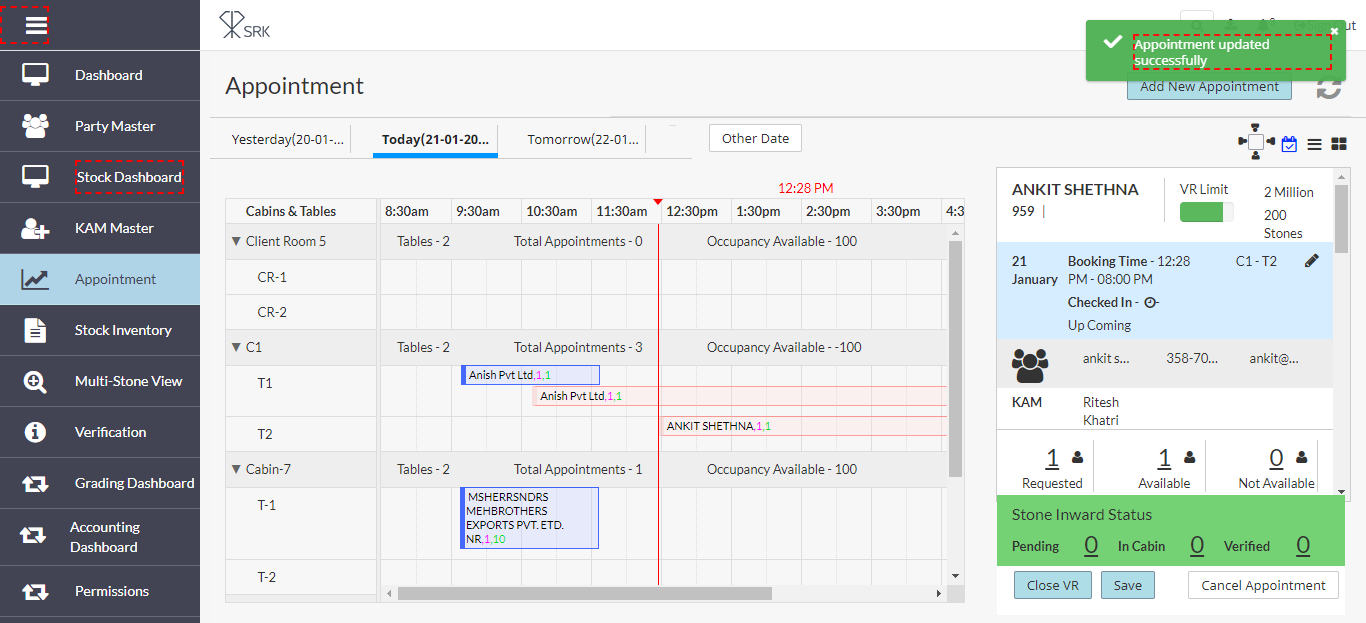 SRK
Sign out
Appointment updated
successfully
Dashboard
Party Master
Stock Dashboard
KAM Master
Appointment
Stock Inventory
Multi-Stone View
Verification
Grading Dashboard
Accounting
Dashboard
Permissions
Appointment
Add New Appointment
Yesterday(20-01-...
Today(21-01-20...
Tomorrow(22-01...
Other Date
12:28 PM
Cabins & Tables
8:30am 9:30am 10:30am 11:30am 12:30pm 1:30pm 2:30pm 3:30pm 4:3
Client Room 5 Tables - 2 Total Appointments - 0 Occupancy Available - 100
CR-1
CR-2
C1 Tables - 2 Total Appointments - 3 Occupancy Available - -100
T1
Anish Pvt Ltd,1,1
Anish Pvt Ltd,1,1
T2
ANKIT SHETHNA,1,1
Cabin-7 Tables - 2 Total Appointments - 1 Occupancy Available - 100
T-1
MSHERRSNDRS
MEHBROTHERS
EXPORTS PVT. ETD.
NR,1,10
T-2
ANKIT SHETHNA
959 |
VR Limit
2 Million
200
Stones
21
January
Booking Time - 12:28
PM - 08:00 PM
C1 - T2
Checked In -
Up Coming
ankit s... 358-70... ankit@...
KAM
Ritesh
Khatri
1 1 0
Requested Available Not Available
Stone Inward Status
Pending 0 In Cabin 0 Verified 0
Close VR Save Cancel Appointment